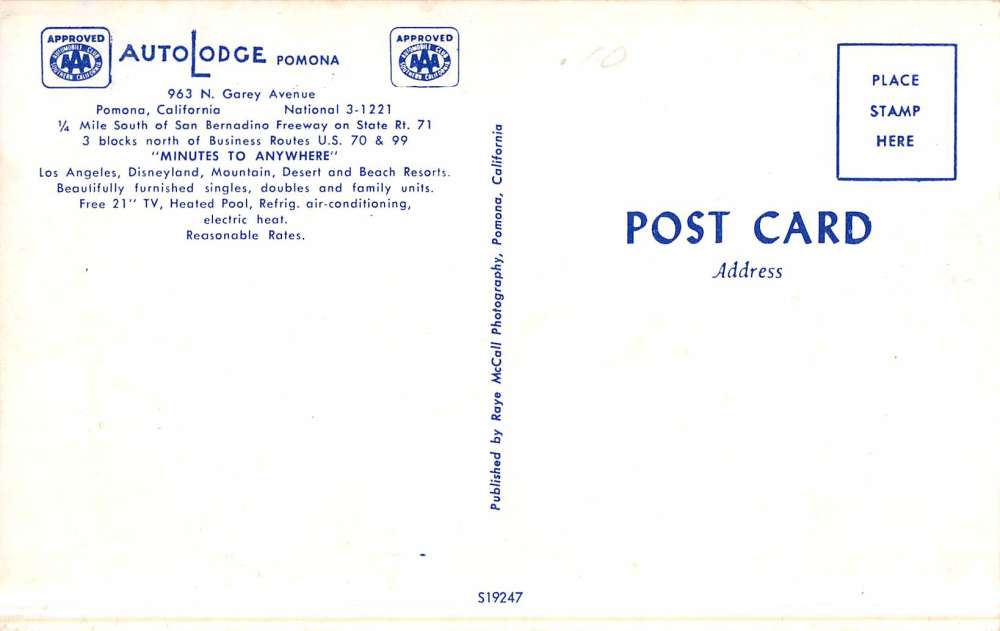 APPROVED
AUTOMOBILE CLUB
AAA
SOUTHERN CALIFORNIA
AUTOLODGE POMONA
APPROVED
AUTOMOBILE CLUB
AAA
SOUTHERN CALIFORNIA
963 N. Garey Avenue
Pomona, California National 3-1221
¼ Mile South of San Bernadino Freeway on State Rt. 71
3 blocks north of Business Routes U.S. 70 & 99
"MINUTES TO ANYWHERE"
Los Angeles, Disneyland, Mountain, Desert and Beach Resorts.
Beautifully furnished singles, doubles and family units.
Free 21" TV, Heated Pool, Refrig. air-conditioning,
electric heat.
Reasonable Rates.
Published by Raye McCall Photography, Pomona, California
.10
PLACE
STAMP
HERE
POST CARD
Address
S19247